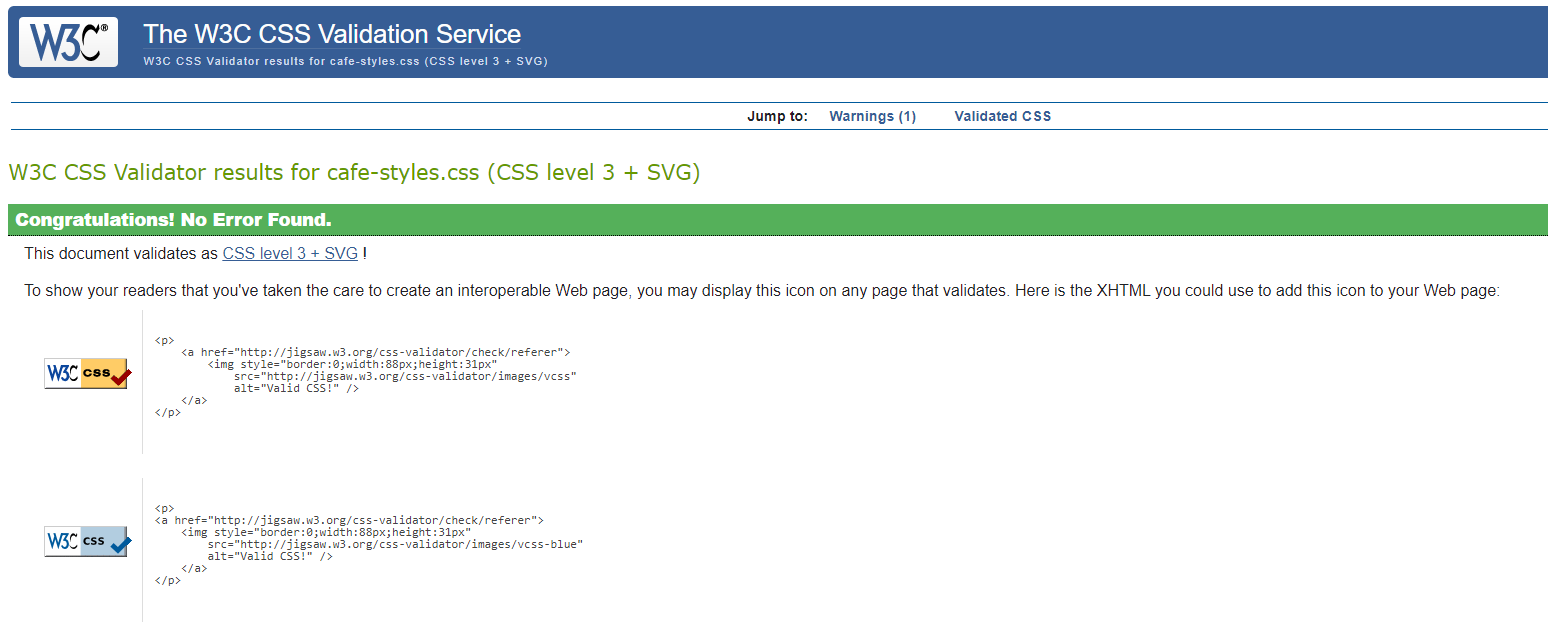 W3C® The W3C CSS Validation Service
W3C CSS Validator results for cafe-styles.css (CSS level 3 + SVG)
Jump to: Warnings (1) Validated CSS
W3C CSS Validator results for cafe-styles.css (CSS level 3 + SVG)
Congratulations! No Error Found.
This document validates as CSS level 3 + SVG !
To show your readers that you've taken the care to create an interoperable Web page, you may display this icon on any page that validates. Here is the XHTML you could use to add this icon to your Web page:
<p>
<a href="http://jigsaw.w3.org/css-validator/check/referer">
<img style="border:0;width:88px;height:31px"
W3C css
src="http://jigsaw.w3.org/css-validator/images/vcss"
alt="Valid CSS!" />
</a>
</p>
<p>
<a href="http://jigsaw.w3.org/css-validator/check/referer">
<img style="border:0;width:88px;height:31px"
W3C css
src="http://jigsaw.w3.org/css-validator/images/vcss-blue"
alt="Valid CSS!" />
</a>
</p>